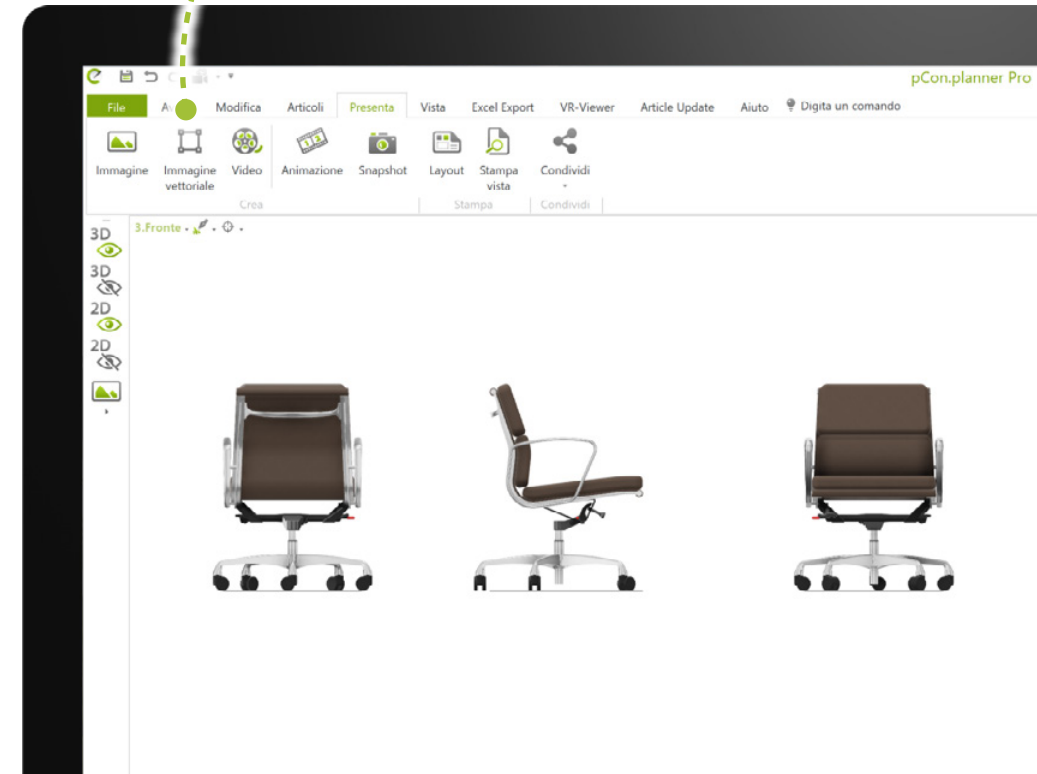 pCon.planner Pro
File Modifica Articoli Presenta Vista Excel Export VR-Viewer Article Update Aiuto Digita un comando
Immagine Immagine vettoriale Video Animazione Snapshot Layout Stampa vista Condividi
Crea Stampa Condividi
3.Fronte
3D
3D
2D
2D